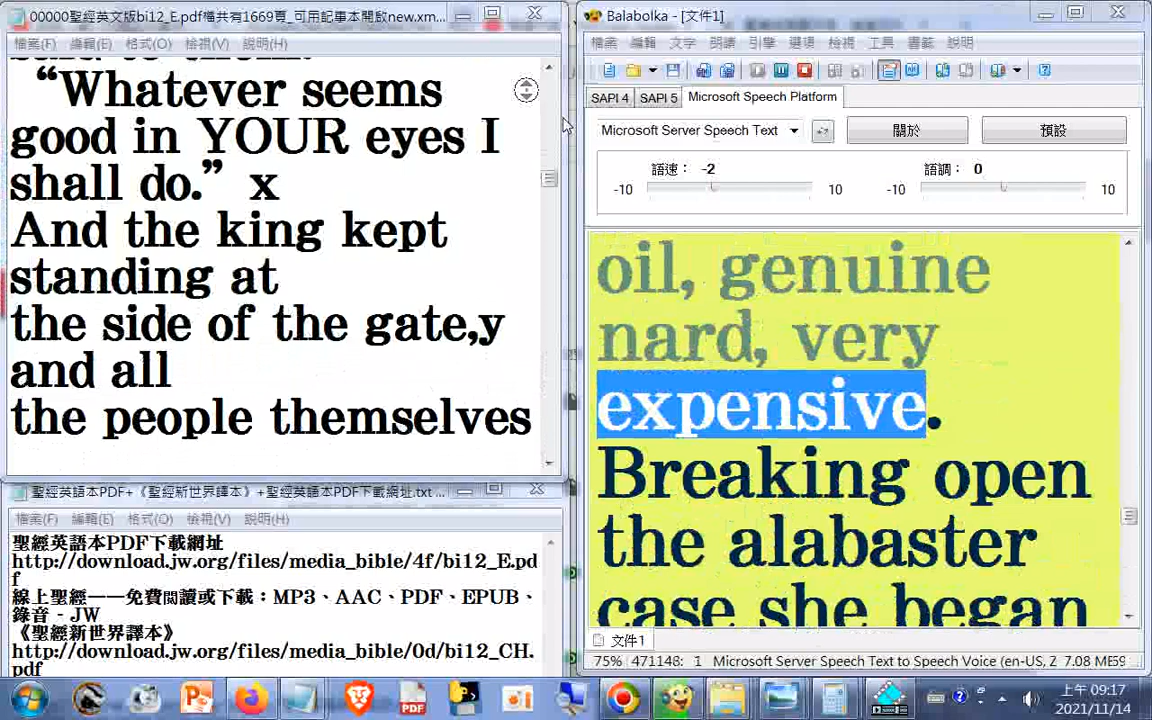 00000聖經英文版bi12_E.pdf檔共有1669頁_可用記事本開啟new.xm...
檔案(F) 編輯(E) 格式(O) 檢視(V) 說明(H)
“Whatever seems
good in YOUR eyes I
shall do.” x
And the king kept
standing at
the side of the gate,y
and all
the people themselves
聖經英語本PDF+《聖經新世界譯本》+聖經英語本PDF下載網址.txt ...
檔案(F) 編輯(E) 格式(O) 檢視(V) 說明(H)
聖經英語本PDF下載網址
http://download.jw.org/files/media_bible/4f/bi12_E.pd
f
線上聖經——免費閱讀或下載：MP3、AAC、PDF、EPUB、
錄音 - JW
《聖經新世界譯本》
http://download.jw.org/files/media_bible/0d/bi12_CH.
pdf
Balabolka - [文件1]
檔案 編輯 文字 朗讀 引擎 選項 檢視 工具 書籤 說明
SAPI 4 SAPI 5 Microsoft Speech Platform
Microsoft Server Speech Text 關於 預設
語速： -2 語調： 0
-10 10 -10 10
oil, genuine
nard, very
expensive.
Breaking open
the alabaster
case she began
文件1
75% 471148: 1 Microsoft Server Speech Text to Speech Voice (en-US, Z 7.08 МБ
上午 09:17
2021/11/14